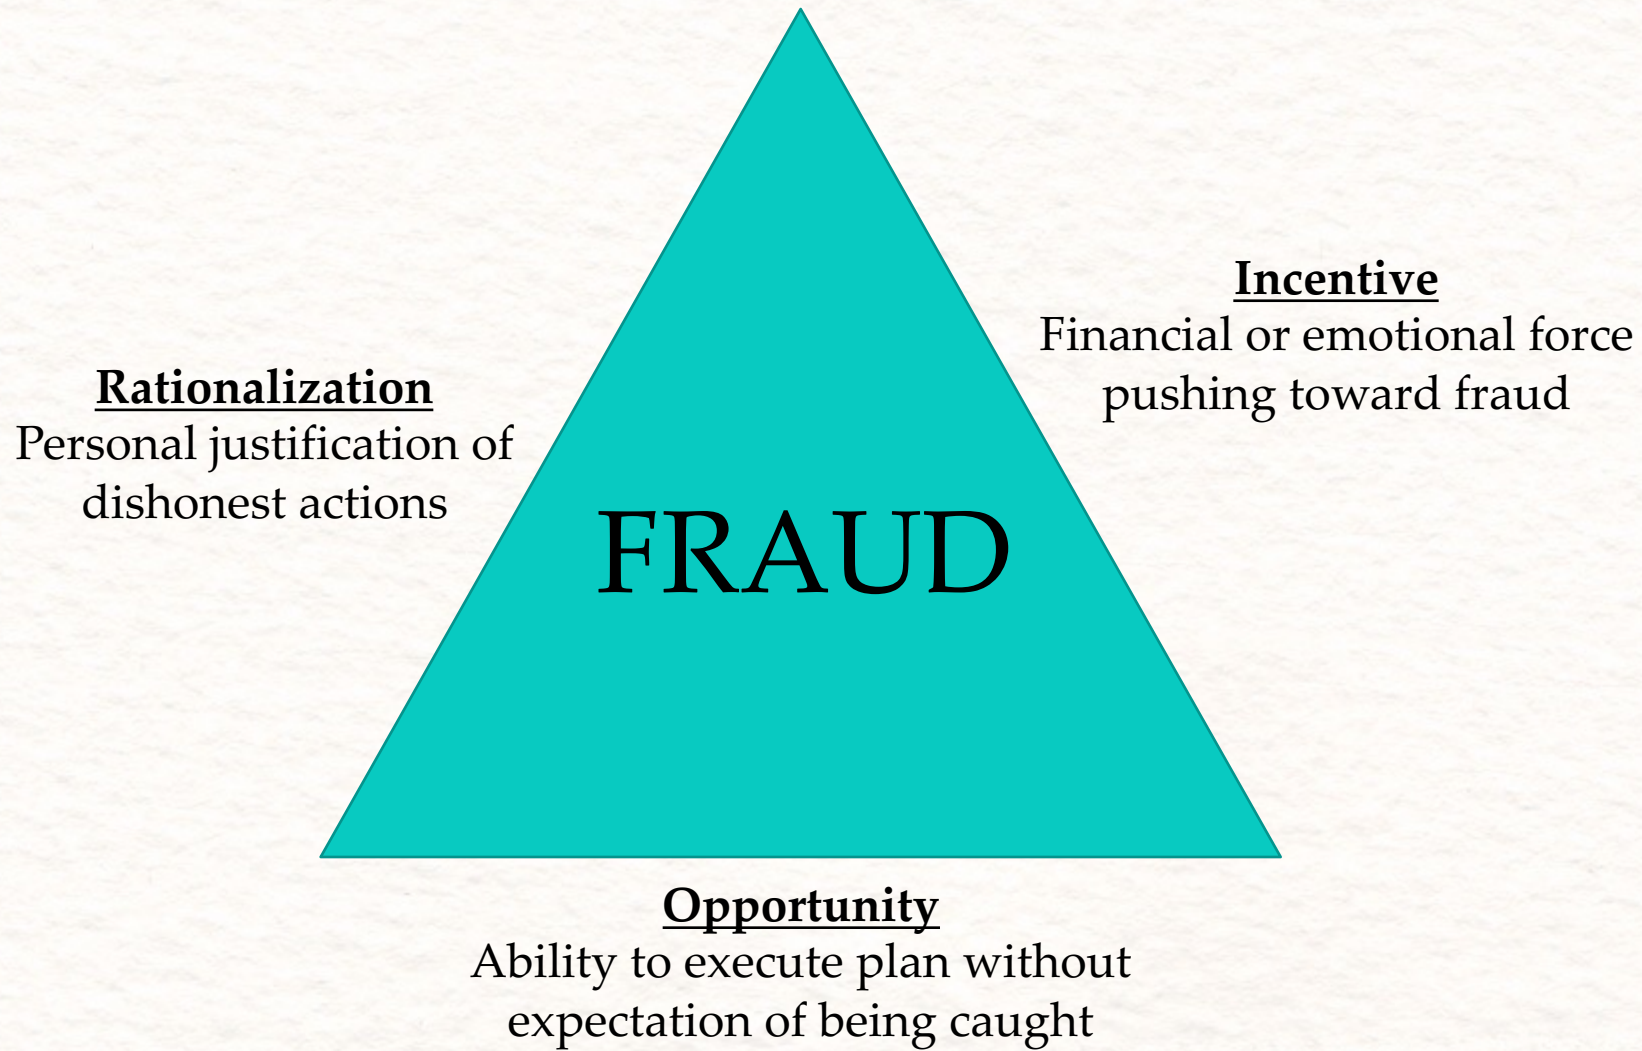 Incentive
Financial or emotional force
pushing toward fraud
Rationalization
Personal justification of
dishonest actions
FRAUD
Opportunity
Ability to execute plan without
expectation of being caught